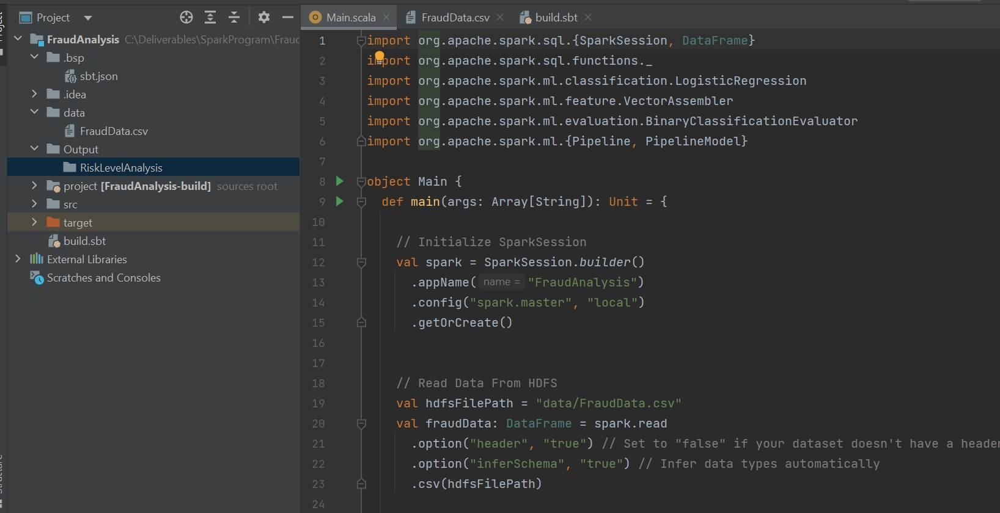 Project
FraudAnalysis C:\Deliverables\SparkProgram\Frauc
.bsp
sbt.json
.idea
data
FraudData.csv
Output
RiskLevelAnalysis
project [FraudAnalysis-build] sources root
src
target
build.sbt
External Libraries
Scratches and Consoles
Main.scala FraudData.csv build.sbt
1 import org.apache.spark.sql.{SparkSession, DataFrame}
2 import org.apache.spark.sql.functions._
3 import org.apache.spark.ml.classification.LogisticRegression
4 import org.apache.spark.ml.feature.VectorAssembler
5 import org.apache.spark.ml.evaluation.BinaryClassificationEvaluator
6 import org.apache.spark.ml.{Pipeline, PipelineModel}
7
8 object Main {
9 def main(args: Array[String]): Unit = {
10
11 // Initialize SparkSession
12 val spark = SparkSession.builder()
13 .appName( name = "FraudAnalysis")
14 .config("spark.master", "local")
15 .getOrCreate()
16
17
18 // Read Data From HDFS
19 val hdfsFilePath = "data/FraudData.csv"
20 val fraudData: DataFrame = spark.read
21 .option("header", "true") // Set to "false" if your dataset doesn't have a header
22 .option("inferSchema", "true") // Infer data types automatically
23 .csv(hdfsFilePath)
24